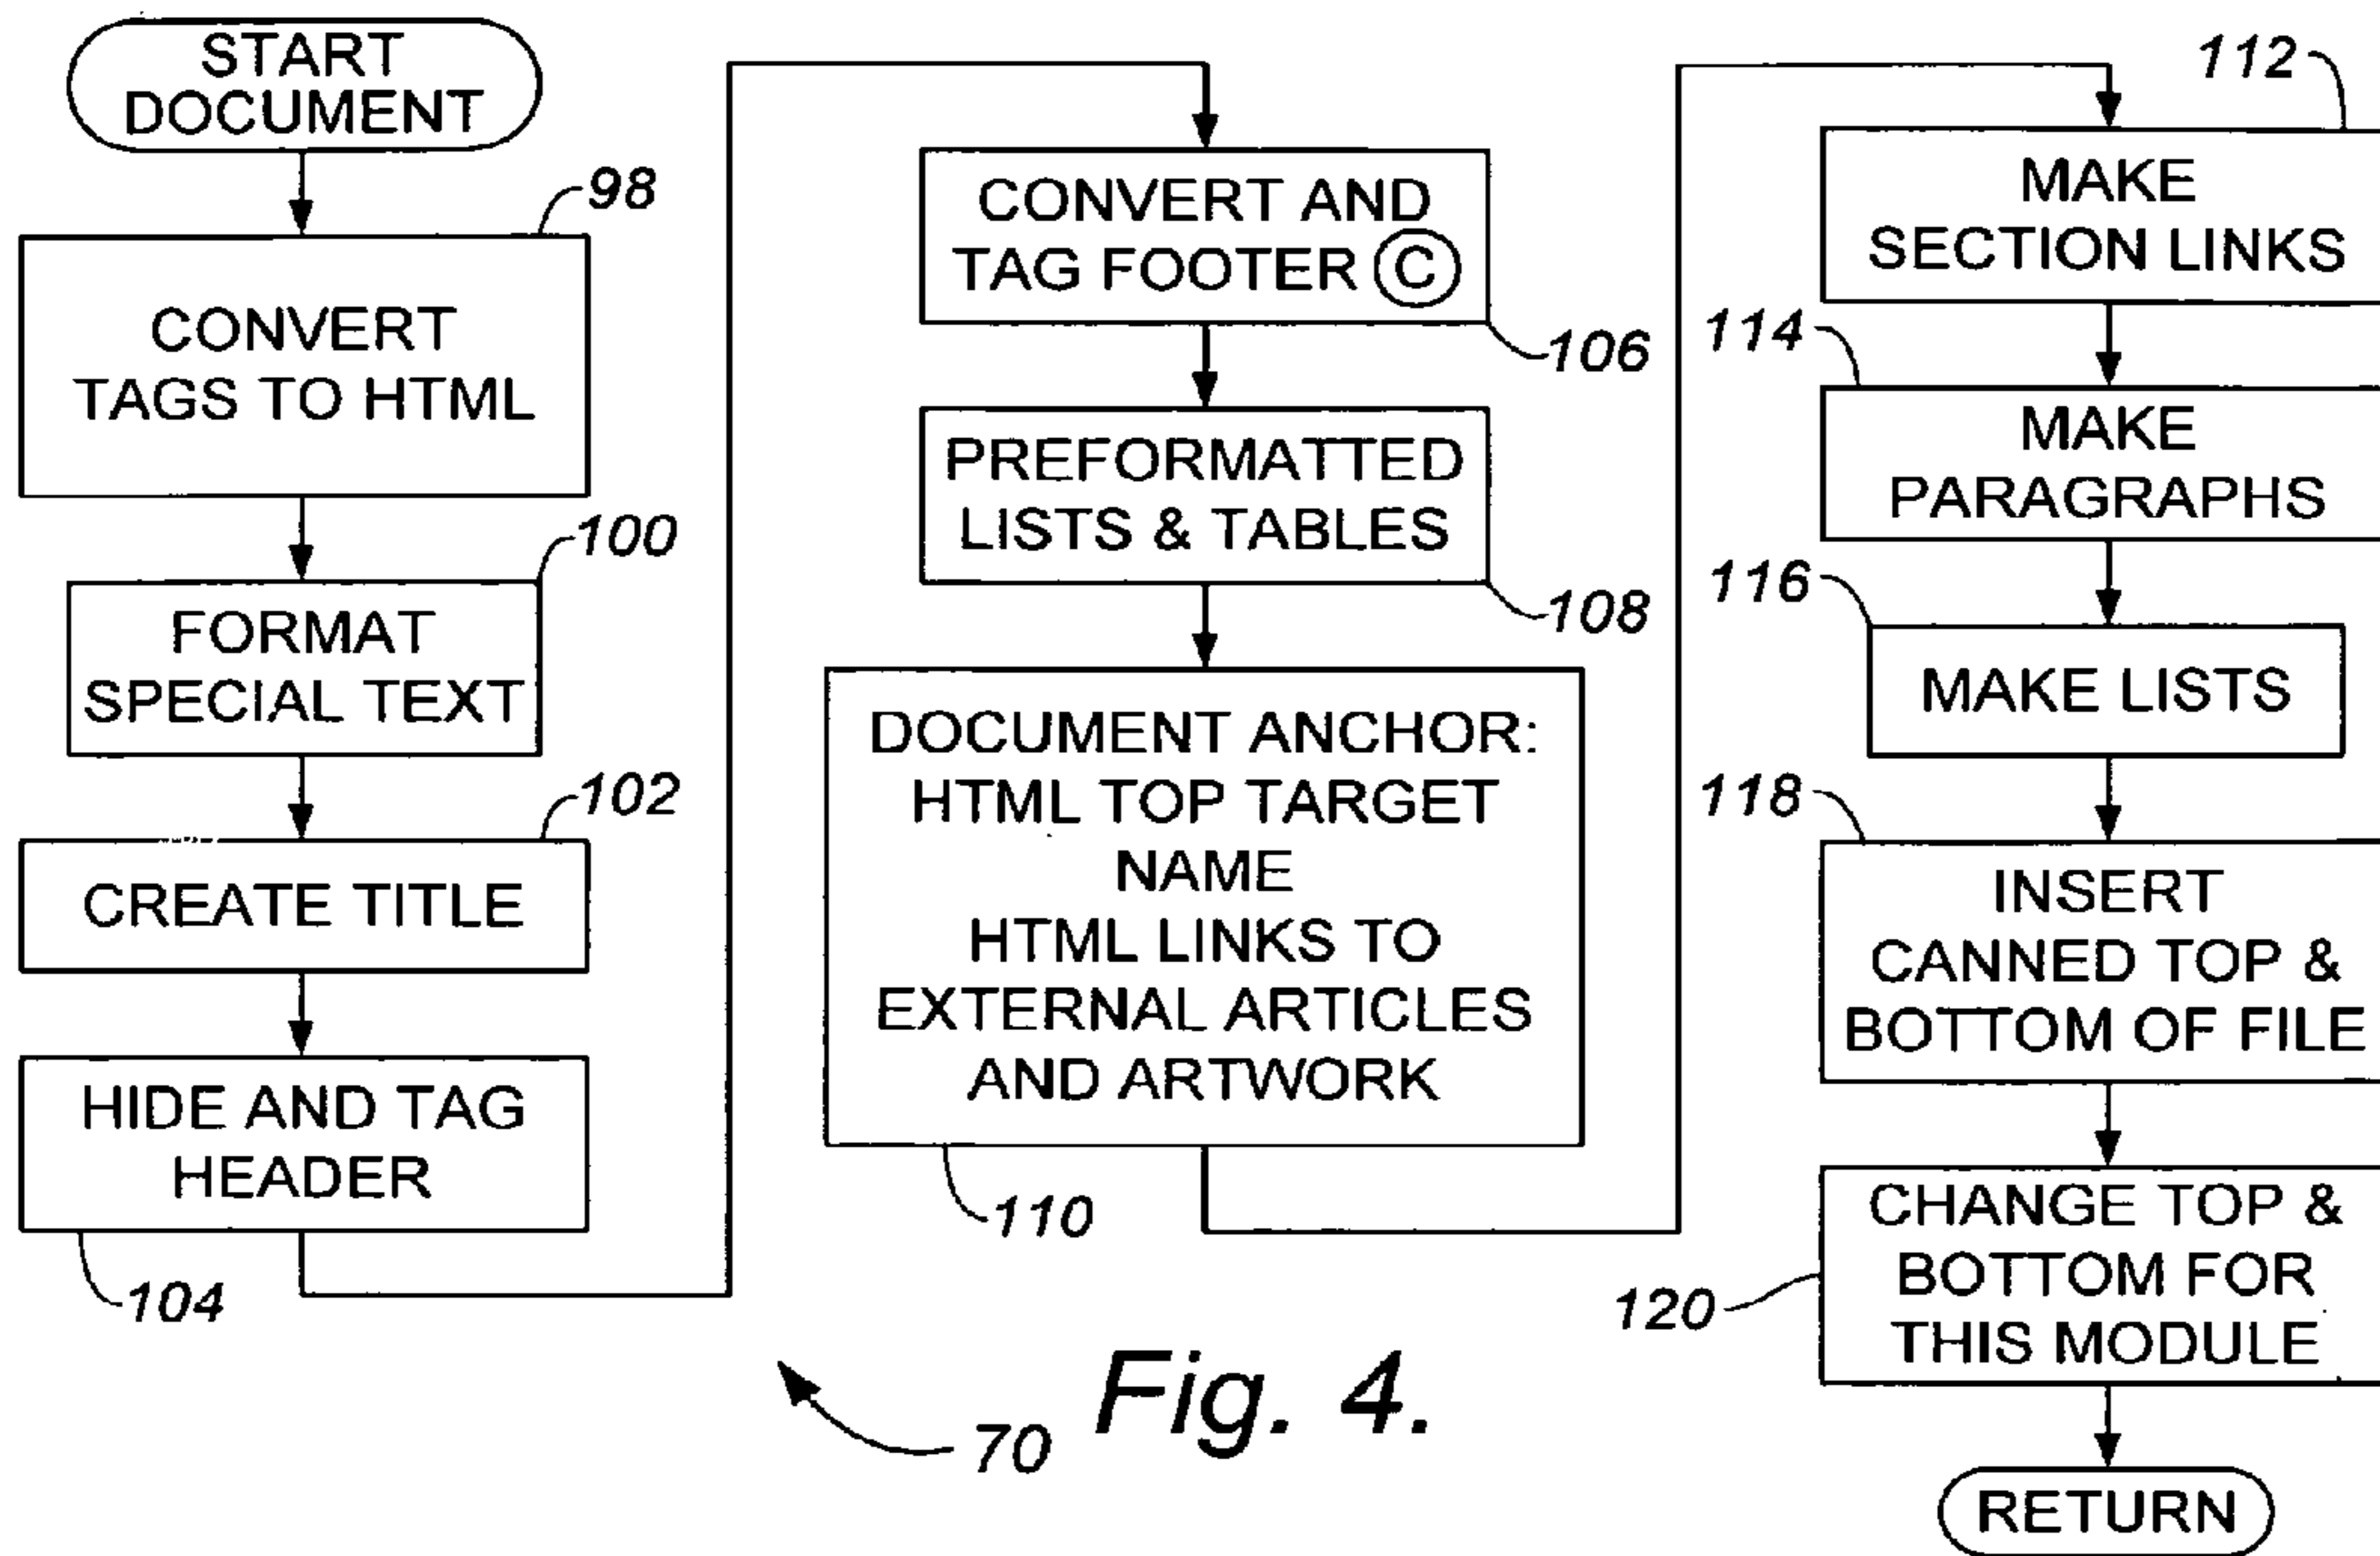 START
DOCUMENT
98
CONVERT
TAGS TO HTML
100
FORMAT
SPECIAL TEXT
102
CREATE TITLE
HIDE AND TAG
HEADER
104
CONVERT AND
TAG FOOTER ©
106
PREFORMATTED
LISTS & TABLES
108
DOCUMENT ANCHOR:
HTML TOP TARGET
NAME
HTML LINKS TO
EXTERNAL ARTICLES
AND ARTWORK
110
112
MAKE
SECTION LINKS
114
MAKE
PARAGRAPHS
116
MAKE LISTS
118
INSERT
CANNED TOP &
BOTTOM OF FILE
CHANGE TOP &
BOTTOM FOR
THIS MODULE
120
RETURN
70
Fig. 4.